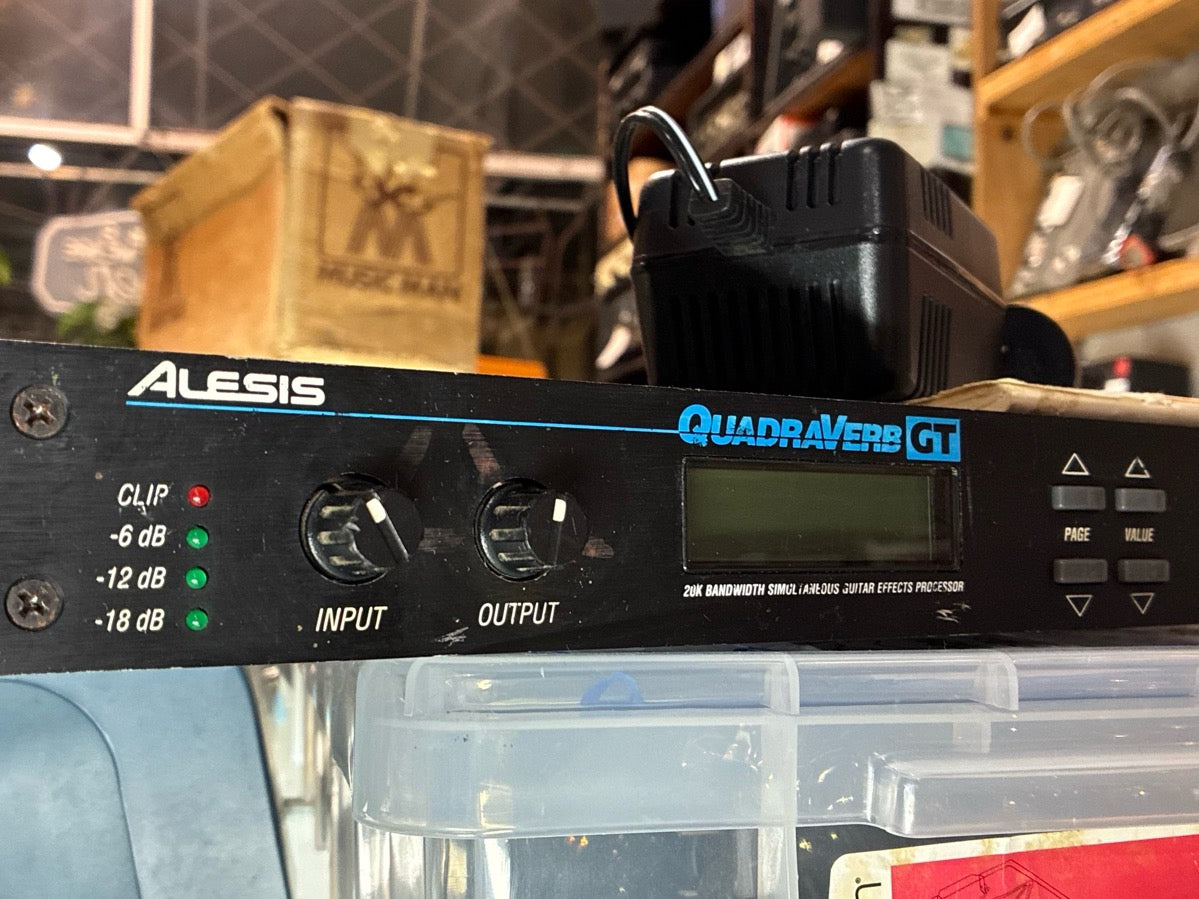 MUSIC MAN
ALESIS
QUADRAVERB GT
CLIP
-6 dB
-12 dB
-18 dB
INPUT
OUTPUT
20K BANDWIDTH SIMULTANEOUS GUITAR EFFECTS PROCESSOR
PAGE
VALUE